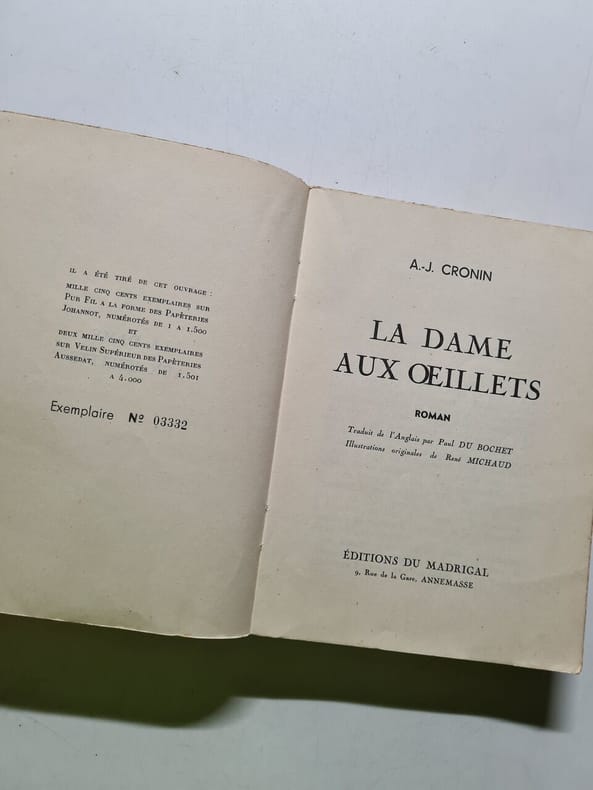 IL A ÉTÉ TIRÉ DE CET OUVRAGE :
MILLE CINQ CENTS EXEMPLAIRES SUR
PUR FIL A LA FORME DES PAPÈTERIES
JOHANNOT, NUMÉROTÉS DE 1 A 1.500
ET
DEUX MILLE CINQ CENTS EXEMPLAIRES
SUR VELIN SUPÉRIEUR DES PAPÈTERIES
AUSSEDAT, NUMÉROTÉS DE 1.501
A 4.000
Exemplaire Nº 03332
A.-J. CRONIN
LA DAME
AUX ŒILLETS
ROMAN
Traduit de l'Anglais par Paul DU BOCHET
Illustrations originales de René MICHAUD
ÉDITIONS DU MADRIGAL
9, Rue de la Gare, ANNEMASSE